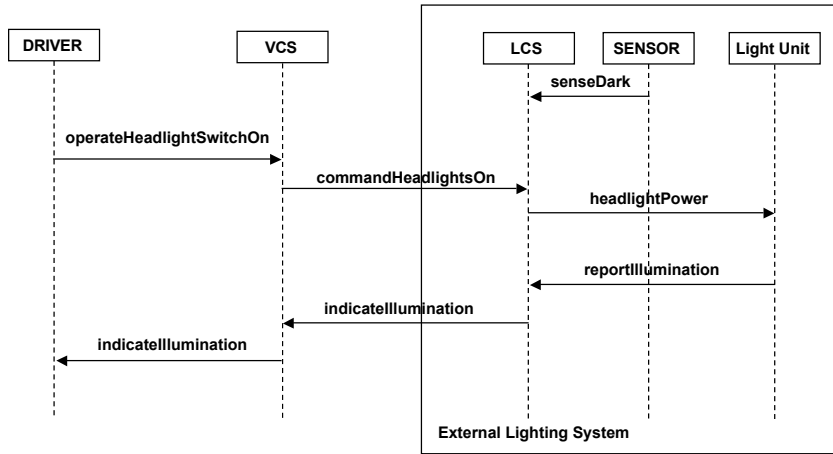 DRIVER
VCS
LCS
SENSOR
Light Unit
senseDark
operateHeadlightSwitchOn
commandHeadlightsOn
headlightPower
reportIllumination
indicateIllumination
indicateIllumination
External Lighting System